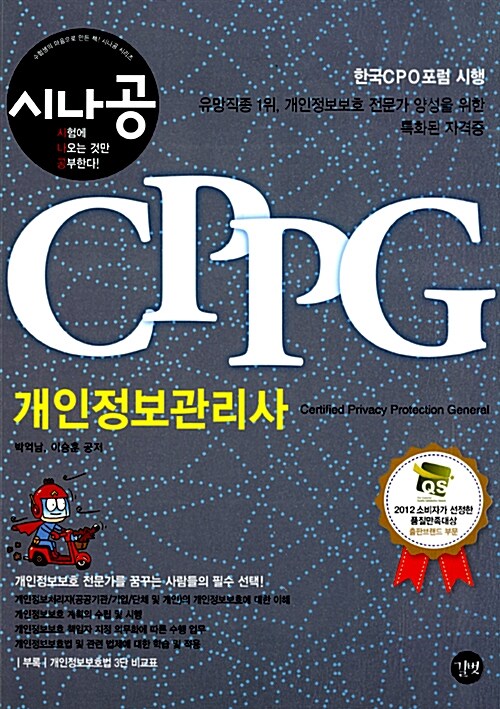 수험생의 마음으로 만든 책! 시나공 시리즈
시나공
시험에
나오는 것만
공부한다!
한국CPO포럼 시행
유망직종 1위, 개인정보보호 전문가 양성을 위한
특화된 자격증
CPPG
개인정보관리사
Certified Privacy Protection General
박억남, 이승훈 공저
QS
2012 소비자가 선정한
품질만족대상
출판브랜드 부문
개인정보보호 전문가를 꿈꾸는 사람들의 필수 선택!
개인정보처리자(공공기관/기업/단체 및 개인)의 개인정보보호에 대한 이해
개인정보보호 계획의 수립 및 시행
개인정보보호 책임자 지정 의무화에 따른 수행 업무
개인정보보호법 및 관련 법제에 대한 학습 및 적용
| 부록 | 개인정보보호법 3단 비교표
길벗